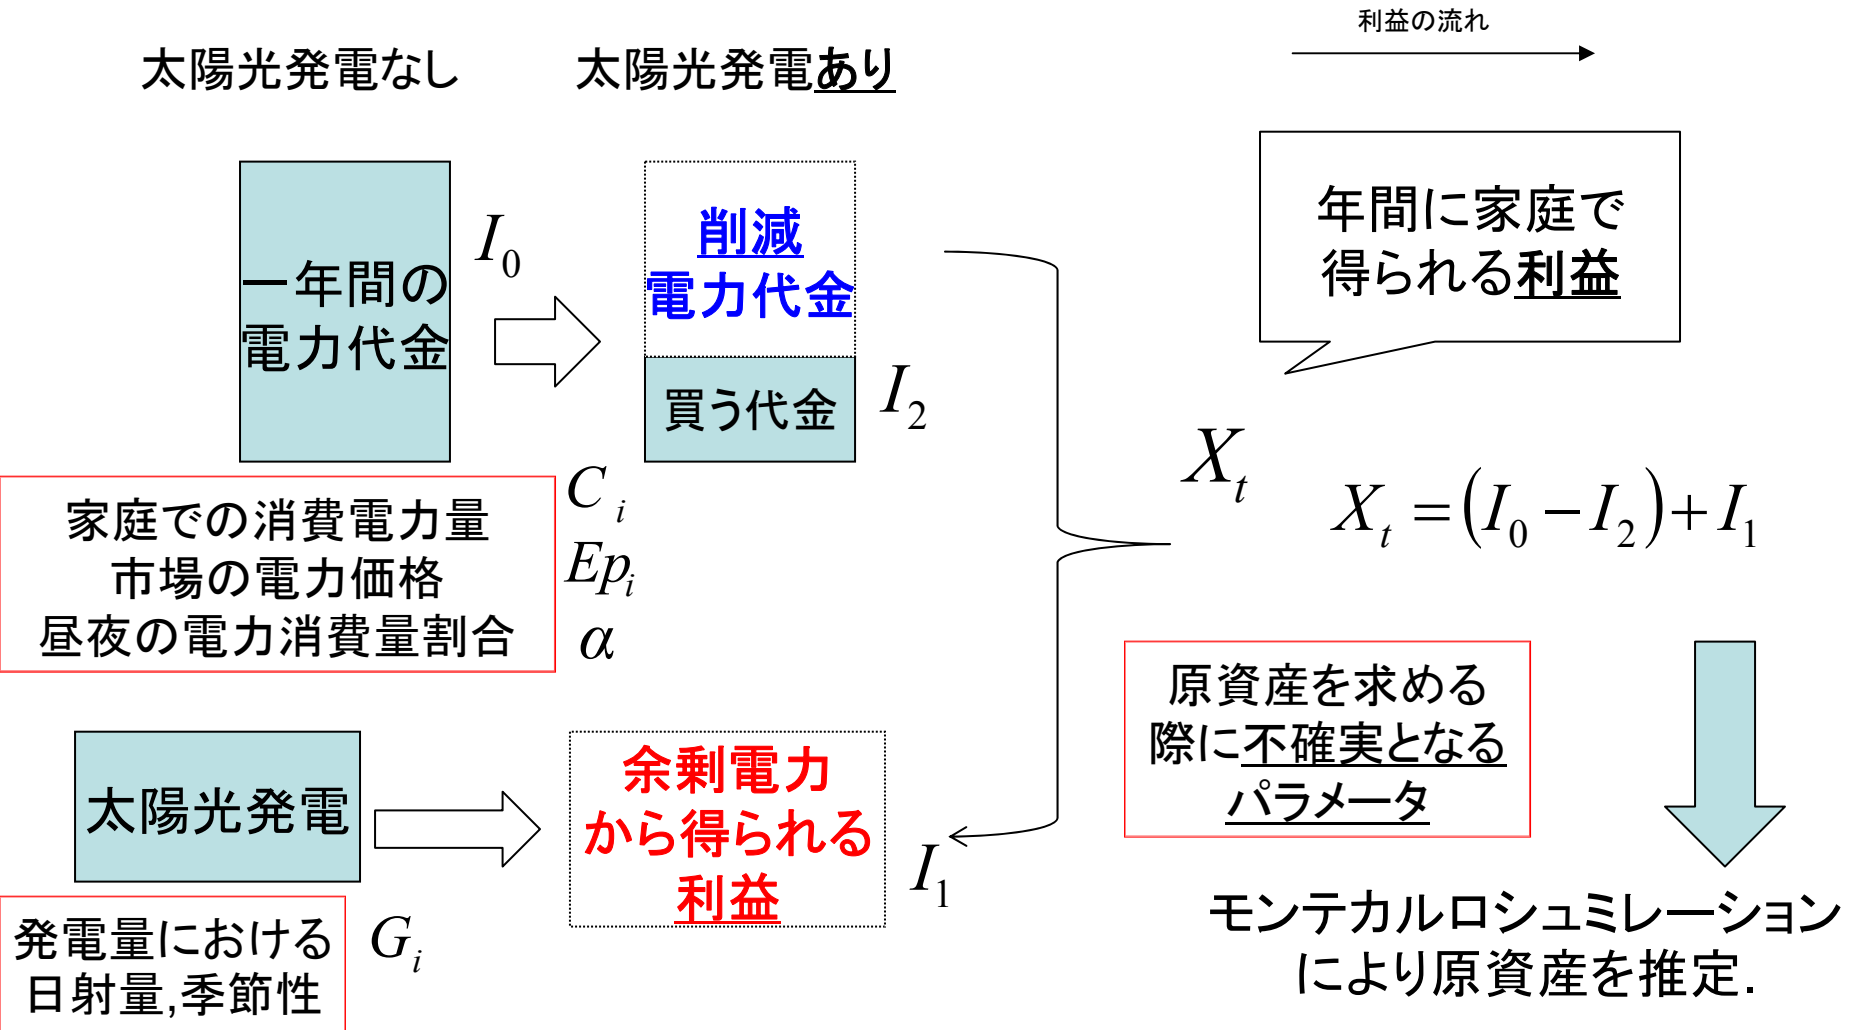 利益の流れ
太陽光発電なし
太陽光発電あり
一年間の
電力代金
I0
削減
電力代金
買う代金
I2
年間に家庭で
得られる利益
Xt
Xt = (I0 − I2) + I1
家庭での消費電力量
市場の電力価格
昼夜の電力消費量割合
Ci
Epi
α
原資産を求める
際に不確実となる
パラメータ
太陽光発電
余剰電力
から得られる
利益
I1
発電量における
日射量,季節性
Gi
モンテカルロシュミレーション
により原資産を推定.